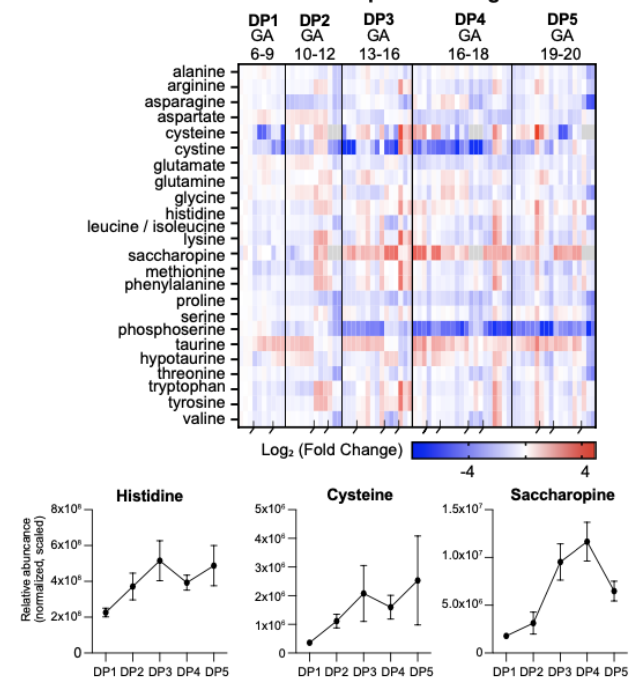 DP1 DP2 DP3 DP4 DP5
GA GA GA GA GA
6-9 10-12 13-16 16-18 19-20
alanine
arginine
asparagine
aspartate
cysteine
cystine
glutamate
glutamine
glycine
histidine
leucine / isoleucine
lysine
saccharopine
methionine
phenylalanine
proline
serine
phosphoserine
taurine
hypotaurine
threonine
tryptophan
tyrosine
valine
Log₂ (Fold Change)
-4 4
Histidine
Relative abuncance
(normalized, scaled)
8x10⁸
6x10⁸
4x10⁸
2x10⁸
0
DP1 DP2 DP3 DP4 DP5
Cysteine
5x10⁶
4x10⁶
3x10⁶
2x10⁶
1x10⁶
0
DP1 DP2 DP3 DP4 DP5
Saccharopine
1.5x10⁷
1.0x10⁷
5.0x10⁶
0
DP1 DP2 DP3 DP4 DP5